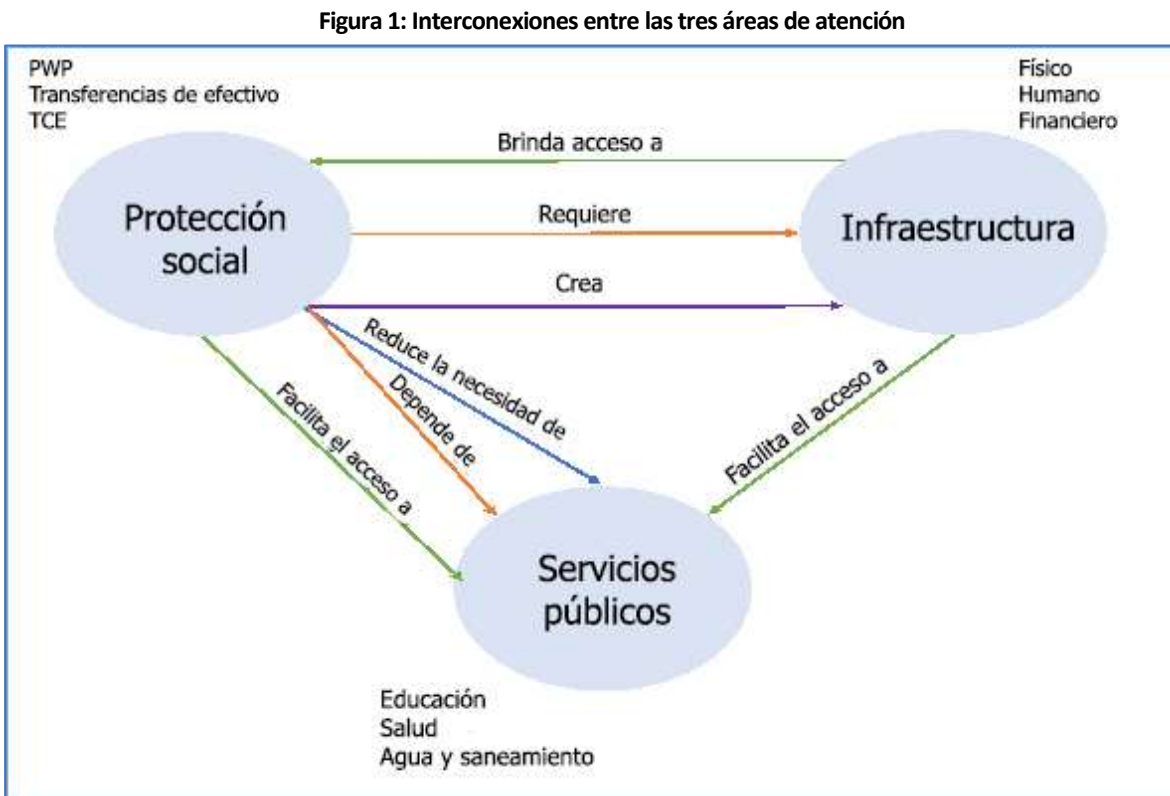 Figura 1: Interconexiones entre las tres áreas de atención
PWP
Transferencias de efectivo
TCE
Físico
Humano
Financiero
Brinda acceso a
Protección
social
Requiere
Infraestructura
Crea
Reduce la necesidad de
Depende de
Facilita el acceso a
Facilita el acceso a
Servicios
públicos
Educación
Salud
Agua y saneamiento